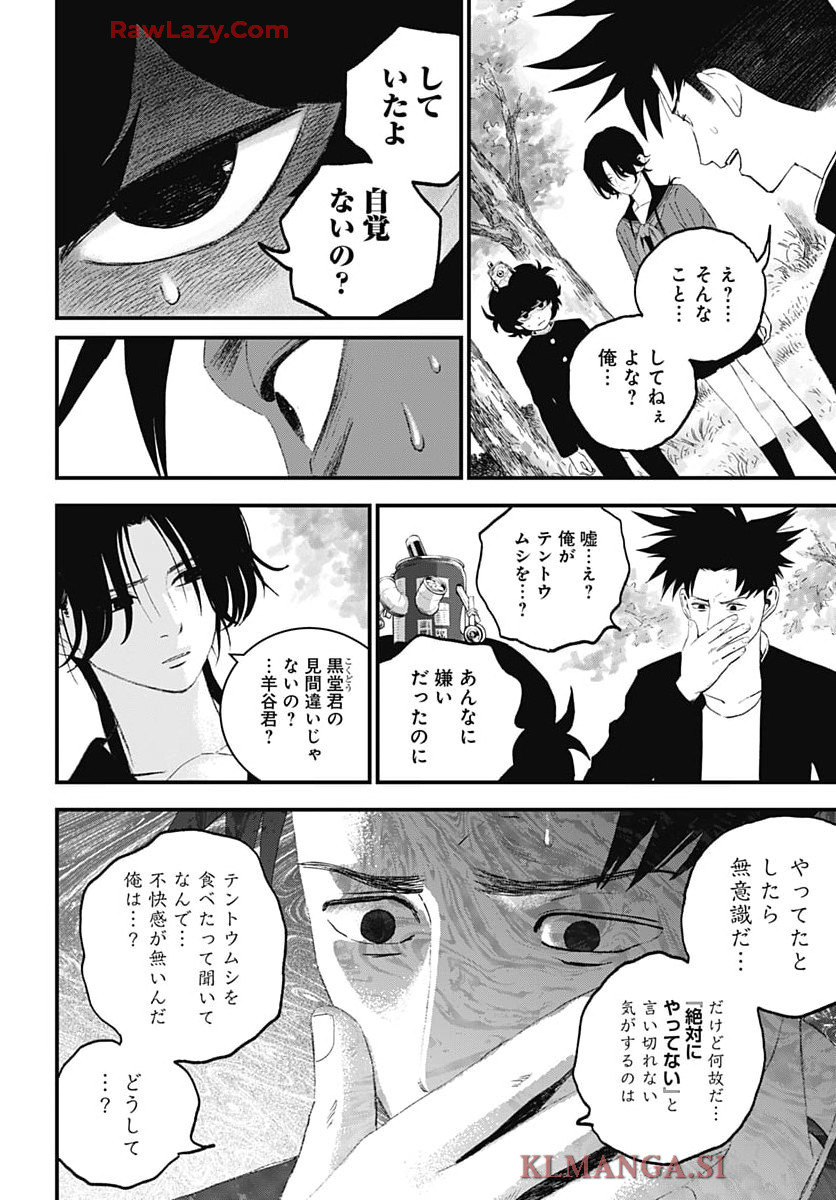 RawLazy.Com
え？…
そんな
こと…
してねぇ
よな？
俺…
して
いたよ
自覚
ないの？
嘘…え？
俺が
テントウ
ムシを…？
あんなに
嫌い
だったのに
黒堂君の
こくどう
見間違いじゃ
ないの？
…羊谷君？
やってたと
したら
無意識だ…
だけど何故だ…
『絶対に
やってない』と
言い切れない
気がするのは
テントウムシを
食べたって聞いて
なんで…
不快感が無いんだ
俺は…？
どうして
…？
KLMANGA.SI